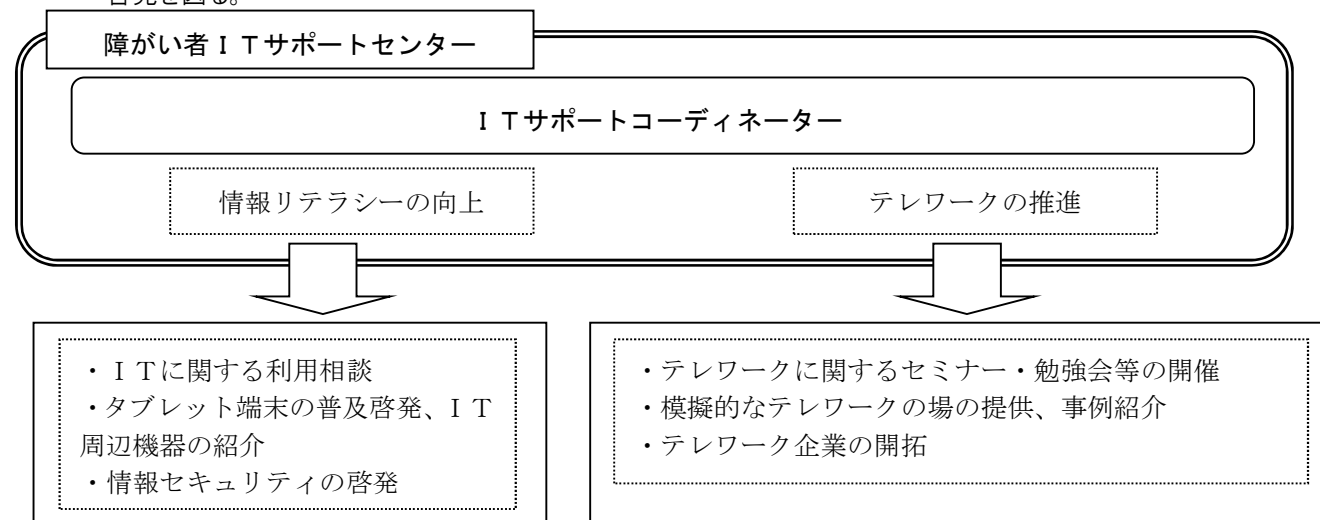 啓発を図る。
障がい者ＩＴサポートセンター
ＩＴサポートコーディネーター
情報リテラシーの向上
テレワークの推進
・ＩＴに関する利用相談
・タブレット端末の普及啓発、ＩＴ
周辺機器の紹介
・情報セキュリティの啓発
・テレワークに関するセミナー・勉強会等の開催
・模擬的なテレワークの場の提供、事例紹介
・テレワーク企業の開拓